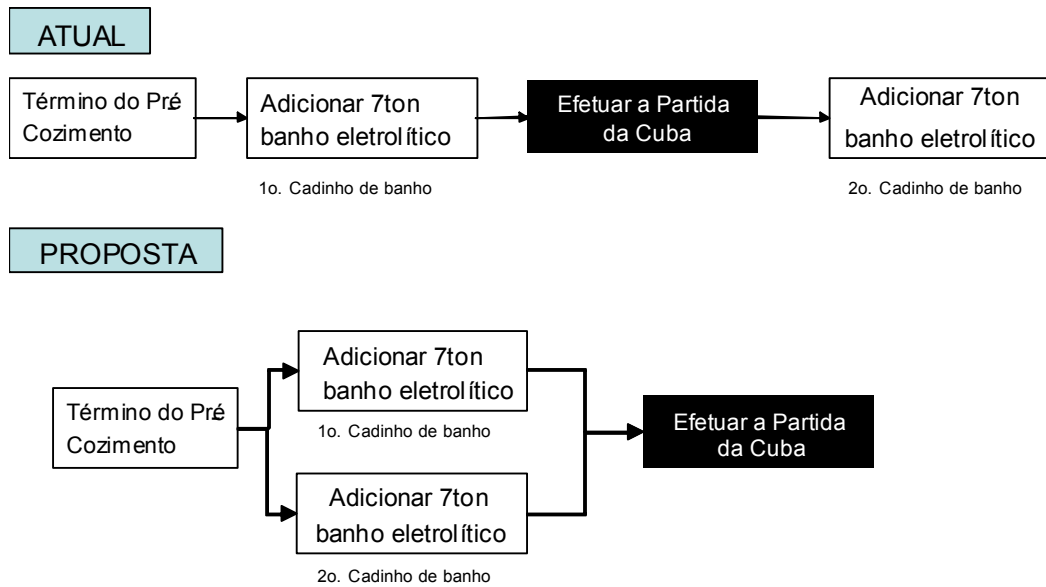 ATUAL
Término do Pré
Cozimento
Adicionar 7ton
banho eletrolítico
1o. Cadinho de banho
Efetuar a Partida
da Cuba
Adicionar 7ton
banho eletrolítico
2o. Cadinho de banho
PROPOSTA
Término do Pré
Cozimento
Adicionar 7ton
banho eletrolítico
1o. Cadinho de banho
Adicionar 7ton
banho eletrolítico
2o. Cadinho de banho
Efetuar a Partida
da Cuba